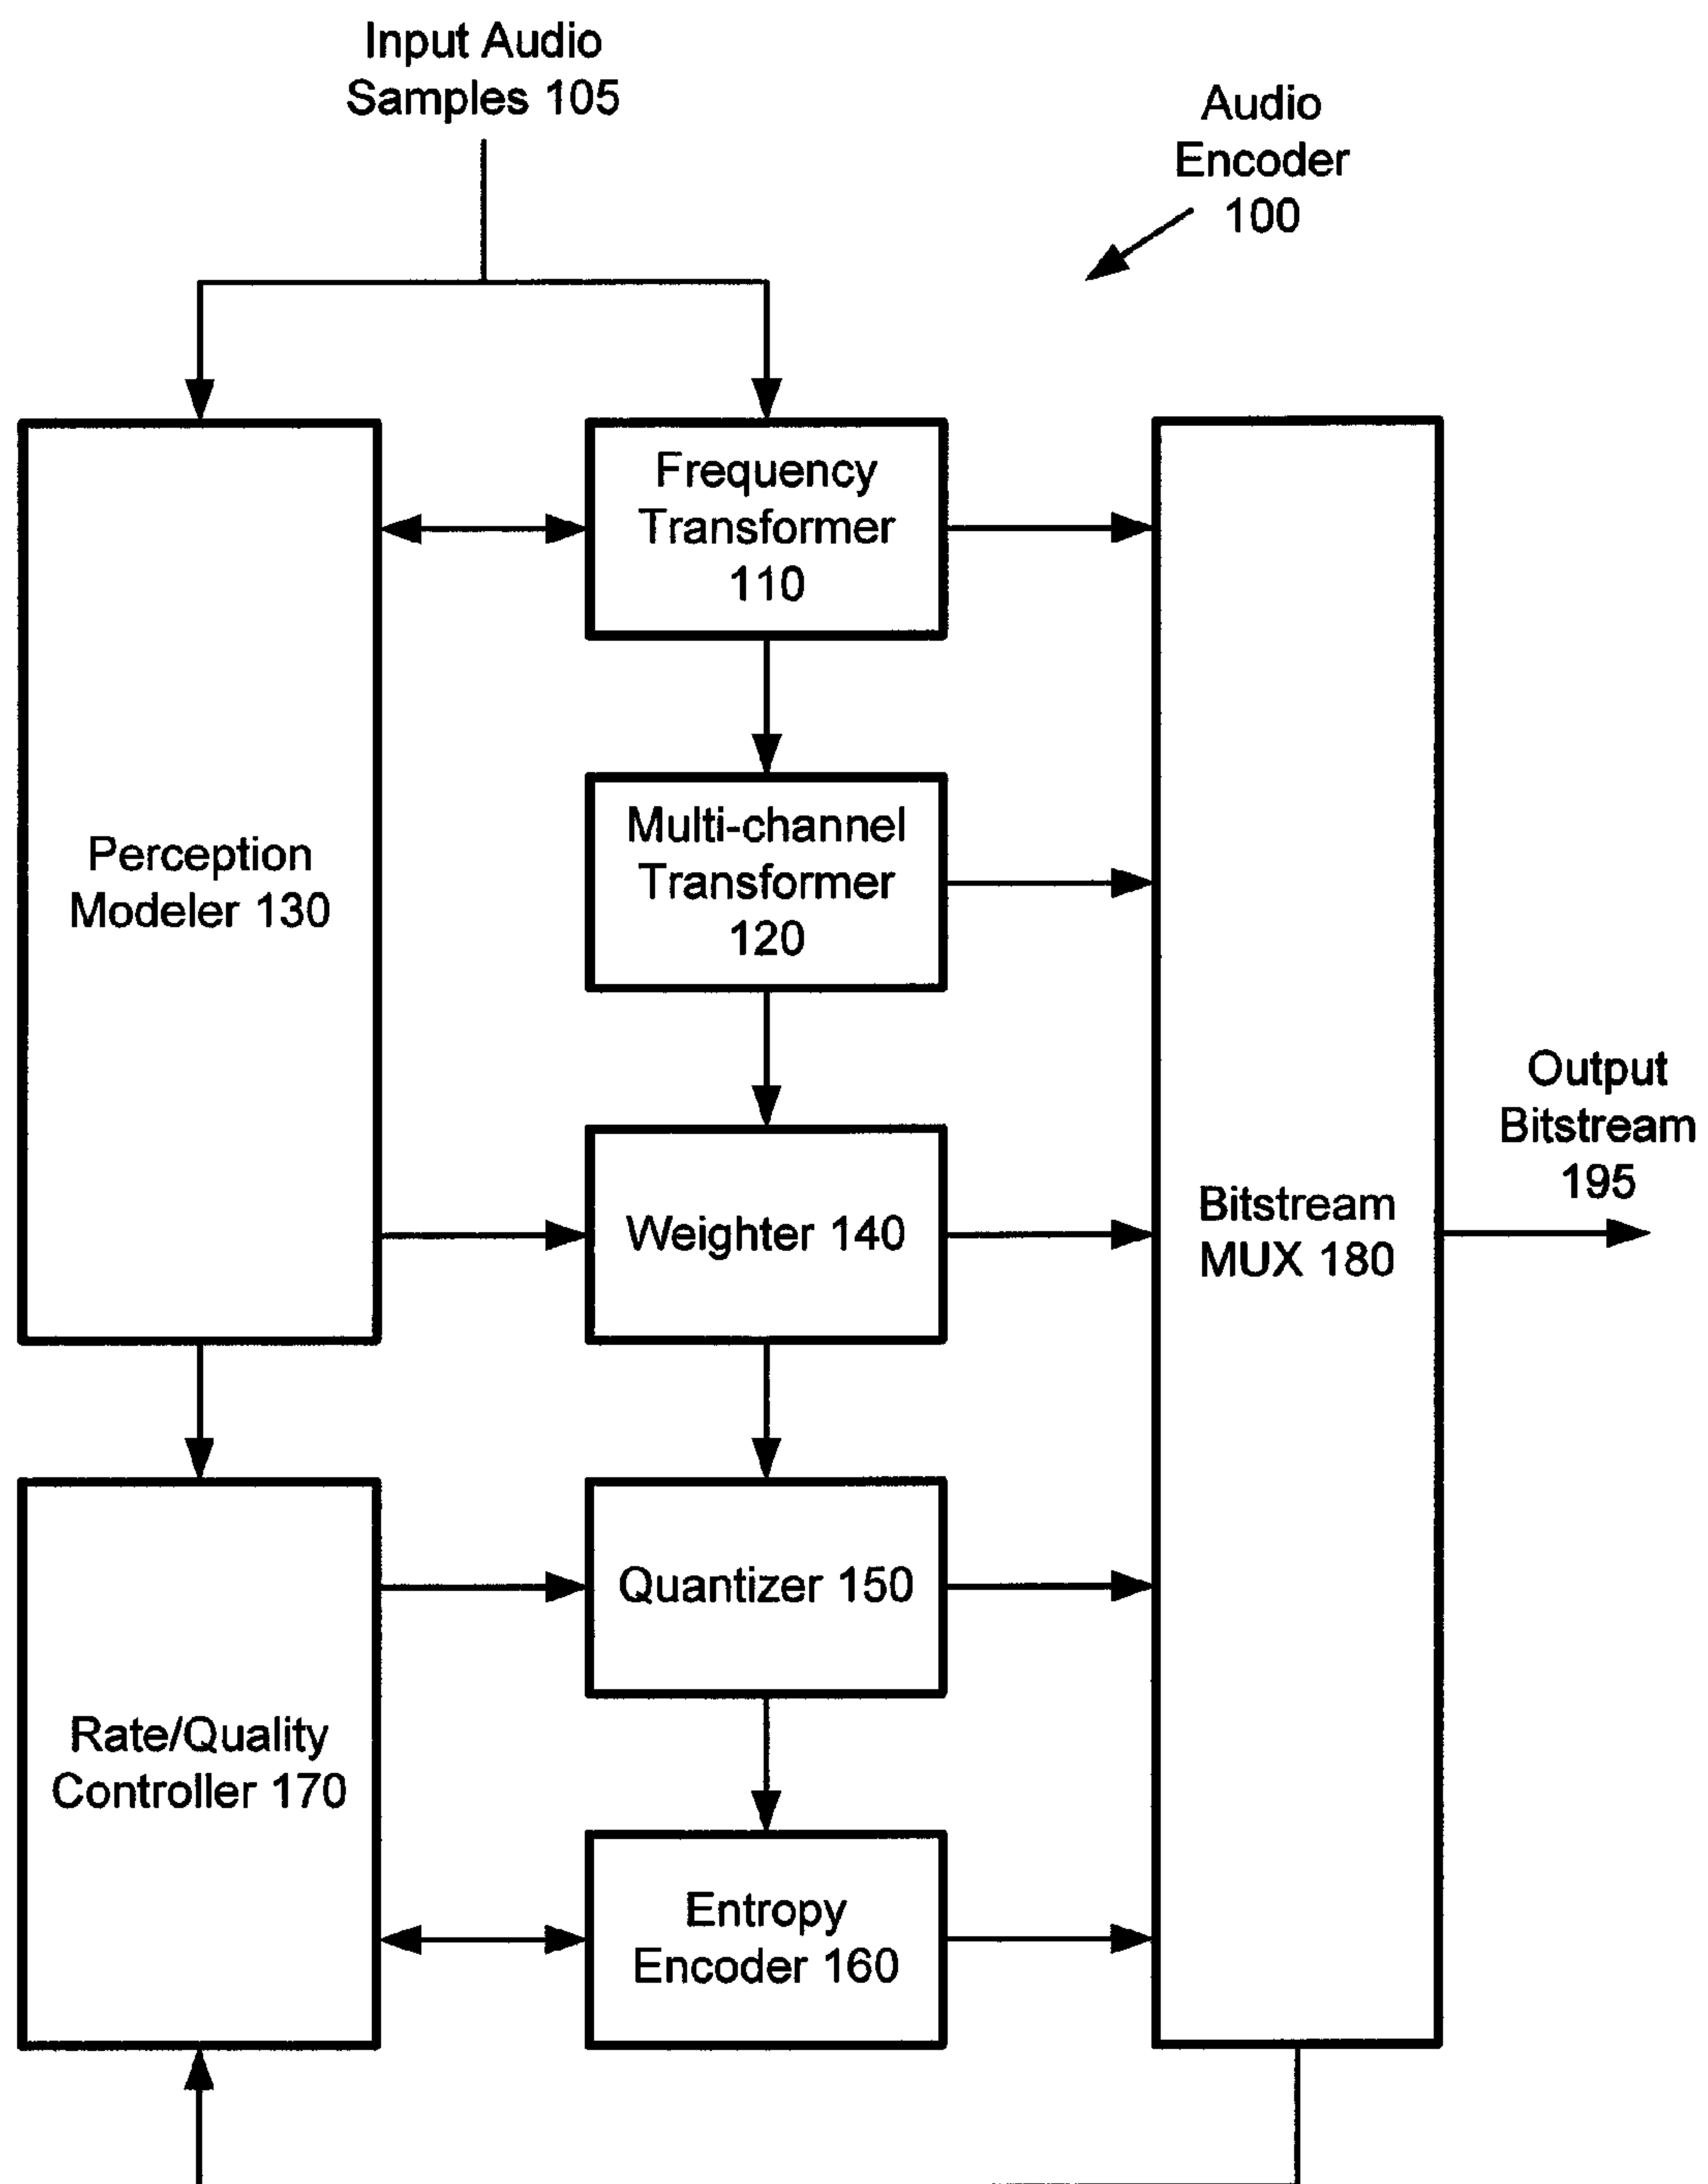 Input Audio
Samples 105
Audio
Encoder
100
Frequency
Transformer
110
Perception
Modeler 130
Multi-channel
Transformer
120
Output
Bitstream
195
Weighter 140
Bitstream
MUX 180
Quantizer 150
Rate/Quality
Controller 170
Entropy
Encoder 160